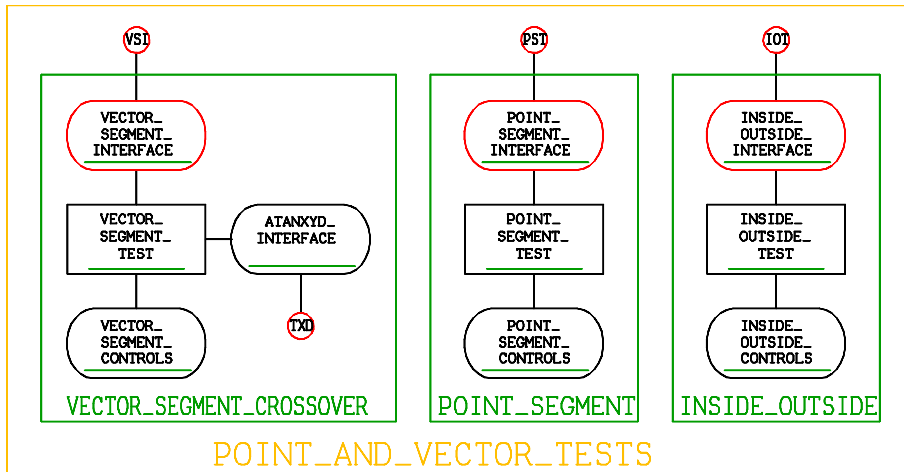 VSI
PST
IOT
VECTOR_
SEGMENT_
INTERFACE
POINT_
SEGMENT_
INTERFACE
INSIDE_
OUTSIDE_
INTERFACE
VECTOR_
SEGMENT_
TEST
ATANXYD_
INTERFACE
POINT_
SEGMENT_
TEST
INSIDE_
OUTSIDE_
TEST
TXD
VECTOR_
SEGMENT_
CONTROLS
POINT_
SEGMENT_
CONTROLS
INSIDE_
OUTSIDE_
CONTROLS
VECTOR_SEGMENT_CROSSOVER
POINT_SEGMENT
INSIDE_OUTSIDE
POINT_AND_VECTOR_TESTS